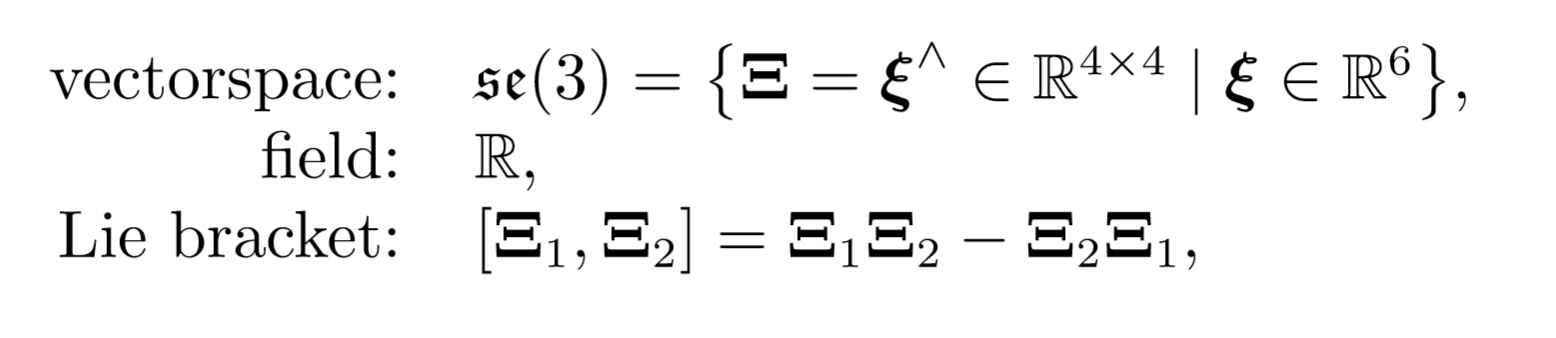 vectorspace: 𝔰𝔢(3) = {𝚵 = 𝝃^∧ ∈ ℝ^{4×4} | 𝝃 ∈ ℝ^6},
field: ℝ,
Lie bracket: [𝚵_1, 𝚵_2] = 𝚵_1𝚵_2 − 𝚵_2𝚵_1,